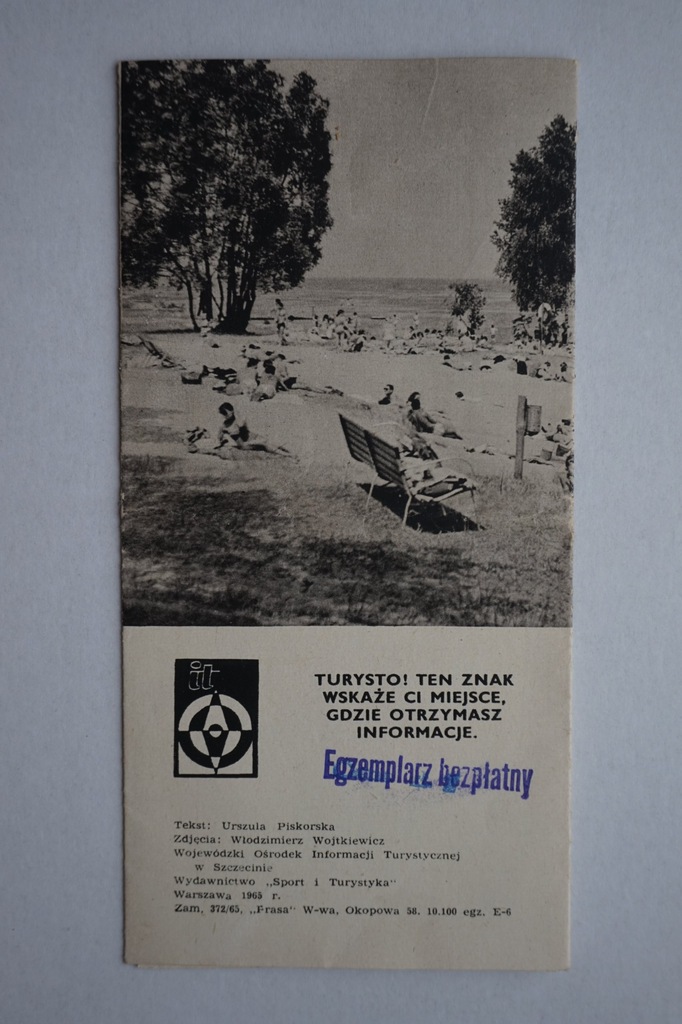 it
TURYSTO! TEN ZNAK
WSKAŻE CI MIEJSCE,
GDZIE OTRZYMASZ
INFORMACJE.
Egzemplarz bezpłatny
Tekst: Urszula Piskorska
Zdjęcia: Włodzimierz Wojtkiewicz
Wojewódzki Ośrodek Informacji Turystycznej
w Szczecinie
Wydawnictwo „Sport i Turystyka"
Warszawa 1965 r.
Zam, 372/65, „Prasa" W-wa, Okopowa 58. 10.100 egz. E-6